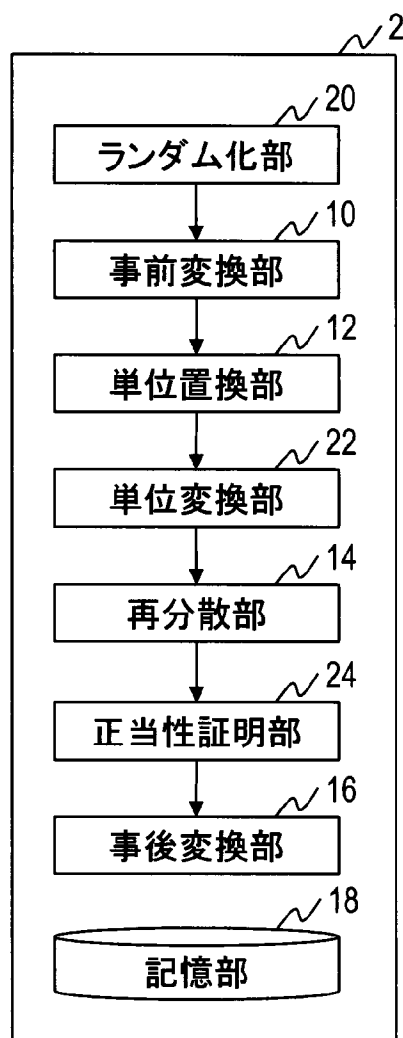 2
20
ランダム化部
10
事前変換部
12
単位置換部
22
単位変換部
14
再分散部
24
正当性証明部
16
事後変換部
18
記憶部